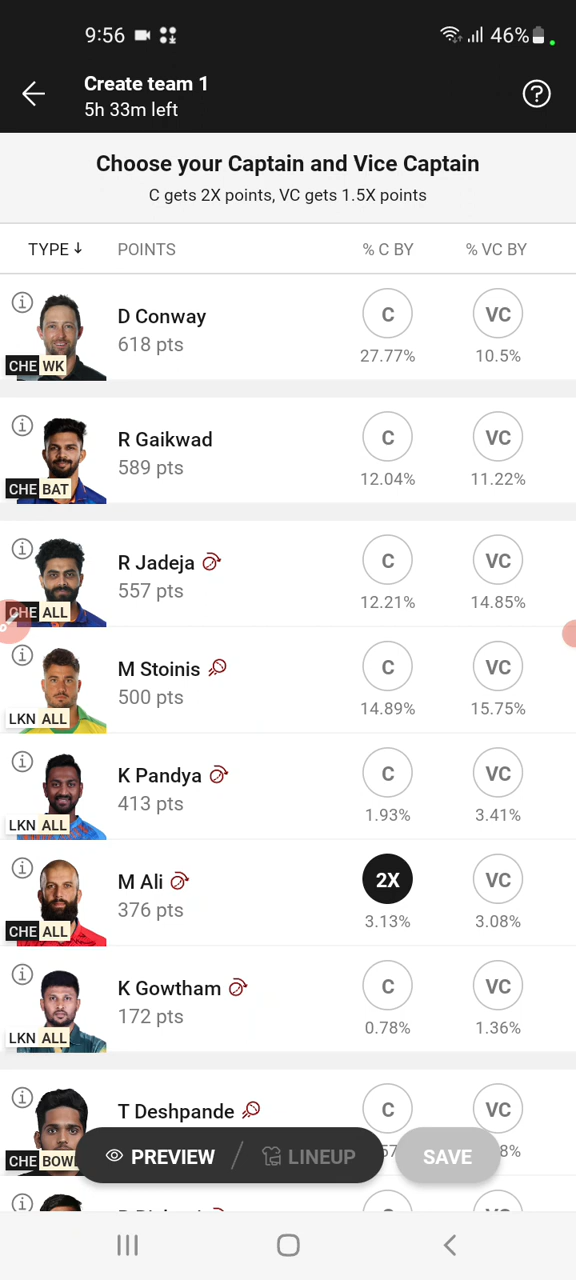 9:56 46%
Create team 1
5h 33m left
Choose your Captain and Vice Captain
C gets 2X points, VC gets 1.5X points
TYPE↓ POINTS % C BY % VC BY
D Conway C VC
618 pts 27.77% 10.5%
CHE WK
R Gaikwad C VC
589 pts 12.04% 11.22%
CHE BAT
R Jadeja C VC
557 pts 12.21% 14.85%
CHE ALL
M Stoinis C VC
500 pts 14.89% 15.75%
LKN ALL
K Pandya C VC
413 pts 1.93% 3.41%
LKN ALL
M Ali 2X VC
376 pts 3.13% 3.08%
CHE ALL
K Gowtham C VC
172 pts 0.78% 1.36%
LKN ALL
T Deshpande C VC
CHE BOWL
PREVIEW / LINEUP SAVE